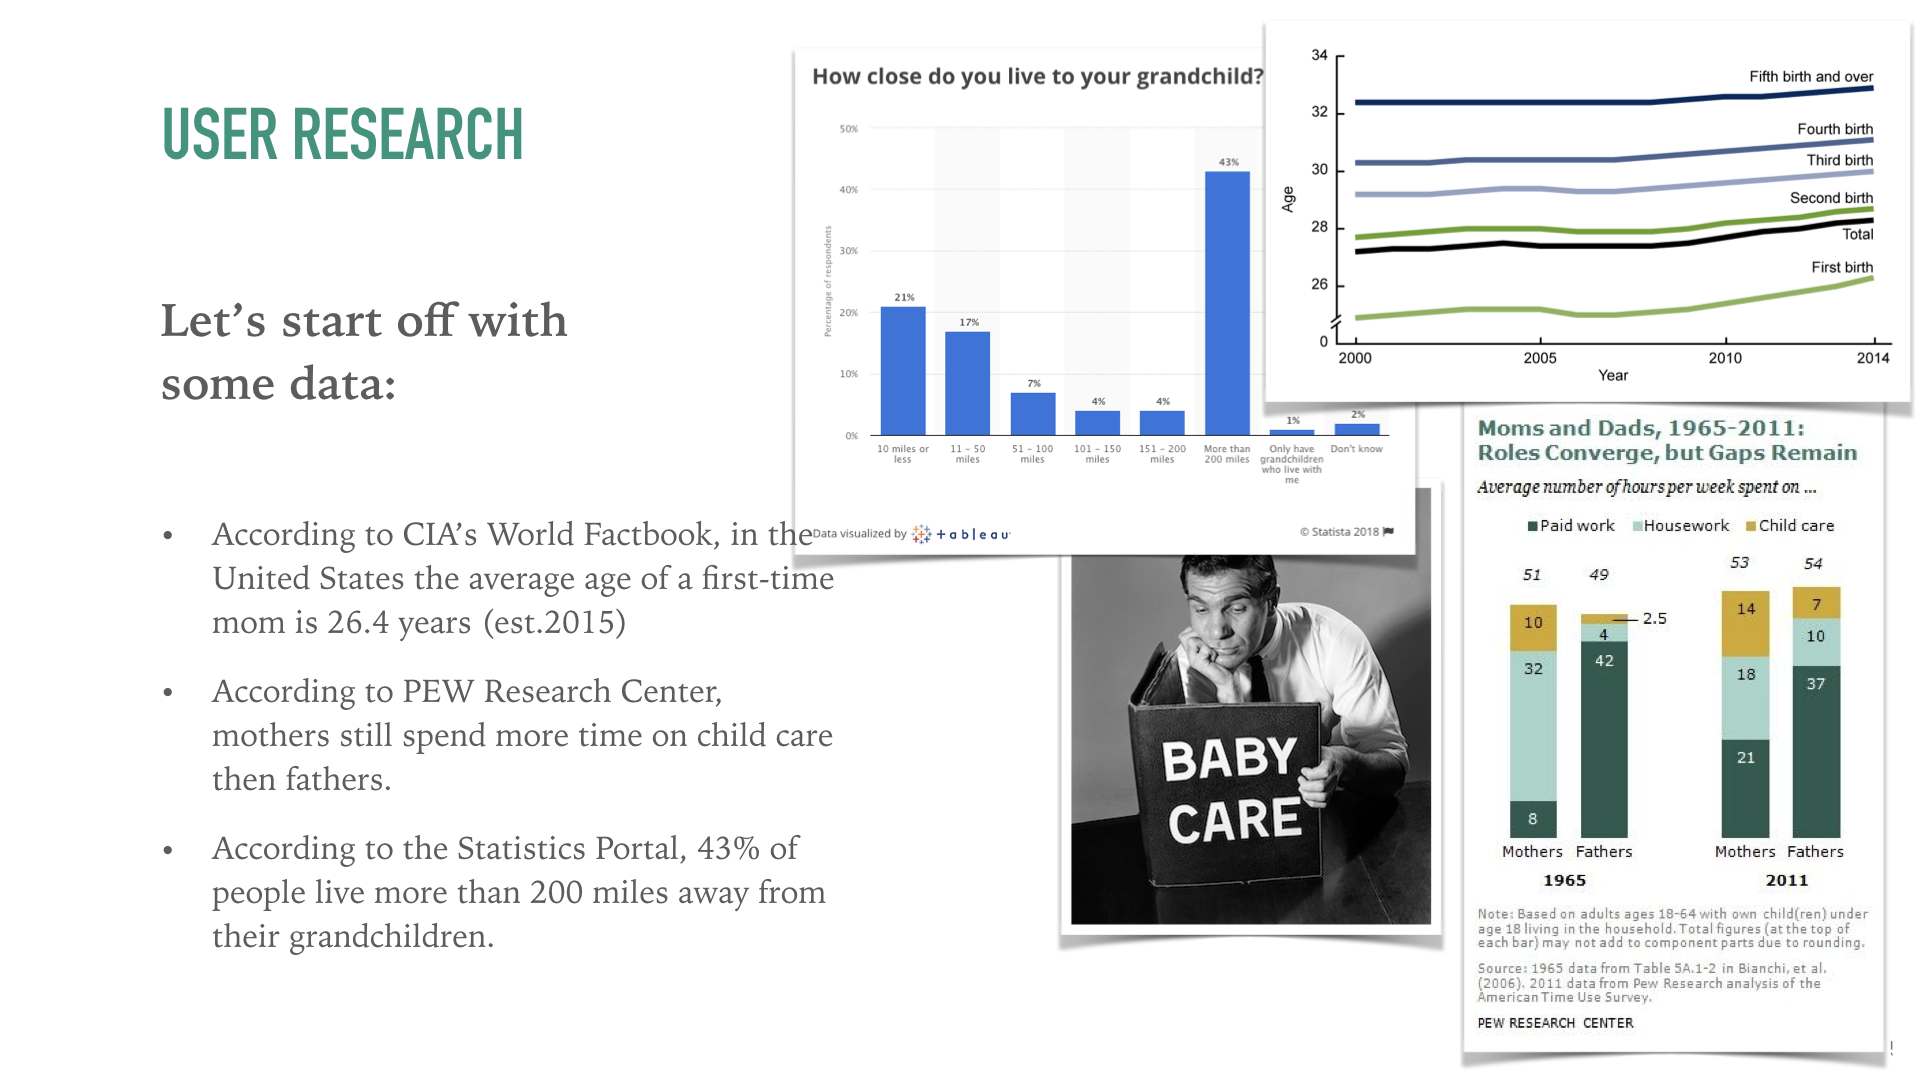 USER RESEARCH
Let’s start off with
some data:
• According to CIA’s World Factbook, in the
United States the average age of a first-time
mom is 26.4 years (est.2015)
• According to PEW Research Center,
mothers still spend more time on child care
then fathers.
• According to the Statistics Portal, 43% of
people live more than 200 miles away from
their grandchildren.
How close do you live to your grandchild?
Percentage of respondents
50%
40%
30%
20%
10%
0%
21%
17%
7%
4%
4%
43%
1%
2%
10 miles or
less
11 – 50
miles
51 – 100
miles
101 – 150
miles
151 – 200
miles
More than
200 miles
Only have
grandchildren
who live with
me
Don't know
Data visualized by +ableau
© Statista 2018
34
32
30
28
26
0
Age
Fifth birth and over
Fourth birth
Third birth
Second birth
Total
First birth
2000 2005 2010 2014
Year
BABY
CARE
Moms and Dads, 1965-2011:
Roles Converge, but Gaps Remain
Average number of hours per week spent on ...
Paid work Housework Child care
51 49 53 54
10 2.5 14 7
32 4 18 10
8 42 21 37
Mothers Fathers Mothers Fathers
1965 2011
Note: Based on adults ages 18-64 with own child(ren) under
age 18 living in the household. Total figures (at the top of
each bar) may not add to component parts due to rounding.
Source: 1965 data from Table 5A.1-2 in Bianchi, et al.
(2006). 2011 data from Pew Research analysis of the
American Time Use Survey.
PEW RESEARCH CENTER